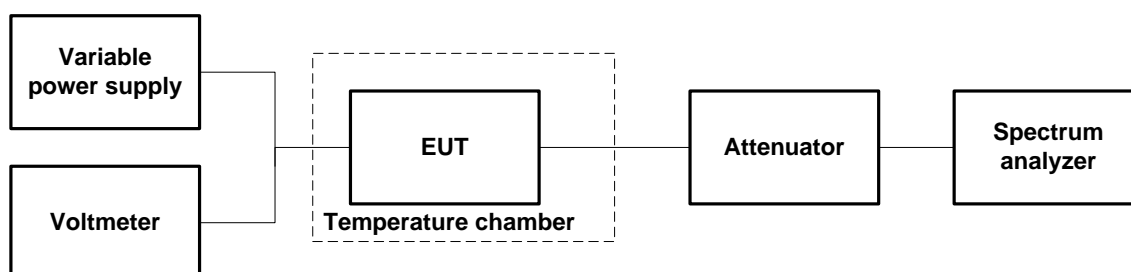 Variable
power supply
Voltmeter
EUT
Temperature chamber
Attenuator
Spectrum
analyzer